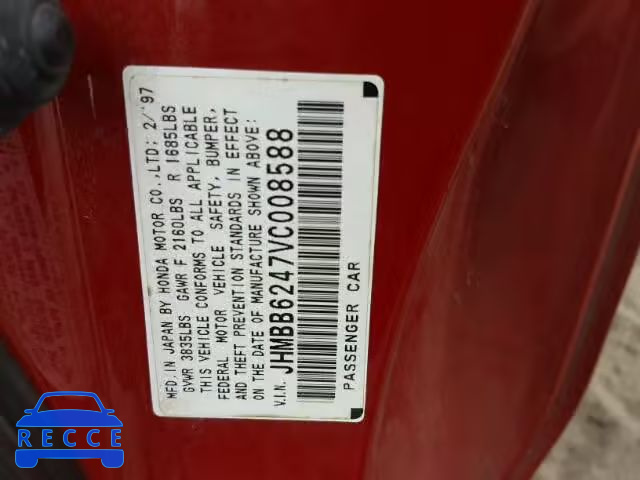 MFD.IN JAPAN BY HONDA MOTOR CO.,LTD: 2/'97
GVWR 3835LBS GAWR F 2160LBS R 1685LBS
THIS VEHICLE CONFORMS TO ALL APPLICABLE
FEDERAL MOTOR VEHICLE SAFETY, BUMPER,
AND THEFT PREVENTION STANDARDS IN EFFECT
ON THE DATE OF MANUFACTURE SHOWN ABOVE:
V.I.N. JHMBB6247VC008588
PASSENGER CAR
RECCE